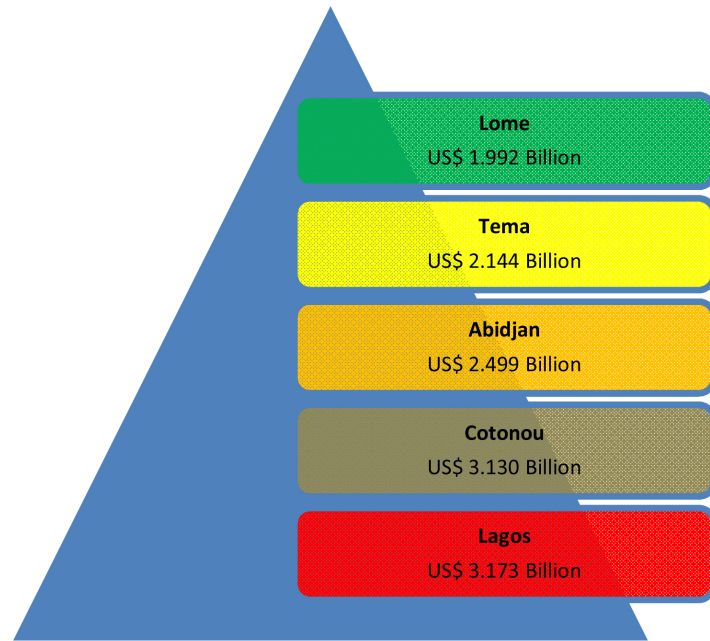 Lome
US$ 1.992 Billion
Tema
US$ 2.144 Billion
Abidjan
US$ 2.499 Billion
Cotonou
US$ 3.130 Billion
Lagos
US$ 3.173 Billion